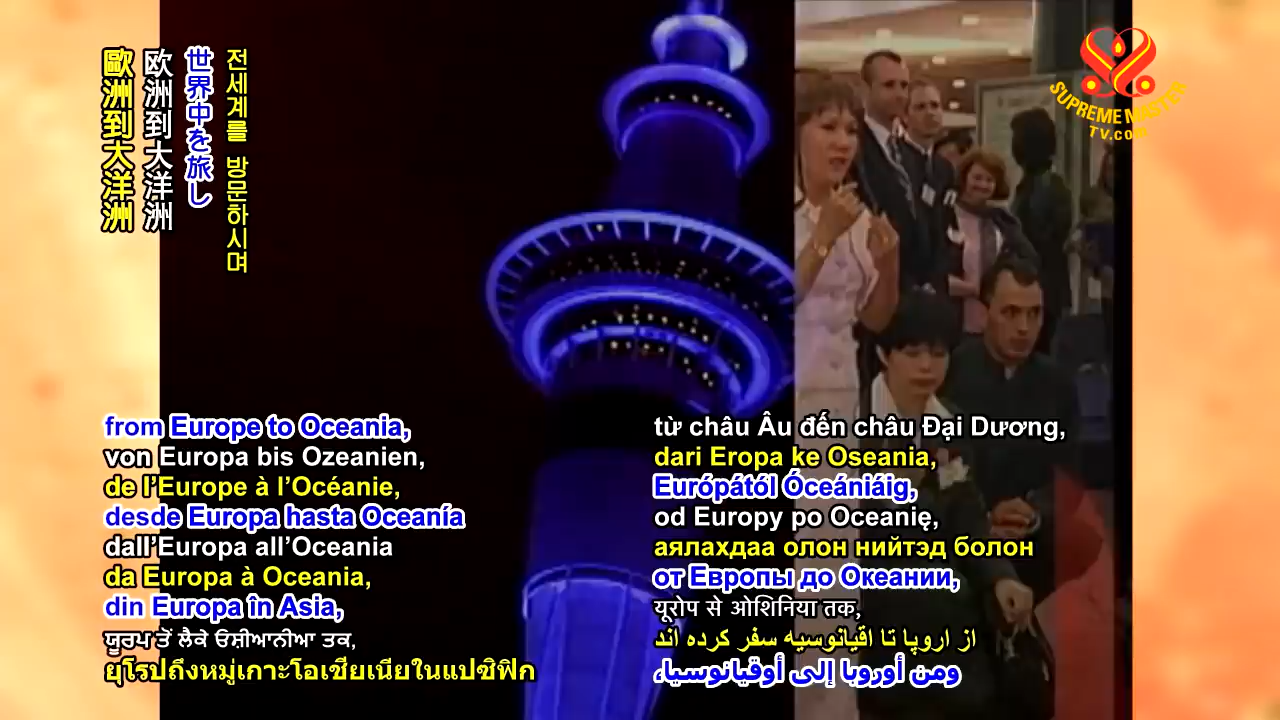 歐洲到大洋洲
欧洲到大洋洲
世界中を旅し
전세계를 방문하시며
SUPREME MASTER
TV.com
from Europe to Oceania,
von Europa bis Ozeanien,
de l’Europe à l’Océanie,
desde Europa hasta Oceanía
dall’Europa all’Oceania
da Europa à Oceania,
din Europa în Asia,
ਯੂਰਪ ਤੋਂ ਲੈਕੇ ਓਸ਼ੀਆਨੀਆ ਤਕ,
ยุโรปถึงหมู่เกาะโอเชียเนียในแปซิฟิก
từ châu Âu đến châu Đại Dương,
dari Eropa ke Oseania,
Európától Óceániáig,
od Europy po Oceanię,
аялахдаа олон нийтэд болон
от Европы до Океании,
यूरोप से ओशिनिया तक,
از اروپا تا اقیانوسیه سفر کرده اند
ومن أوروبا إلى أوقيانوسيا،